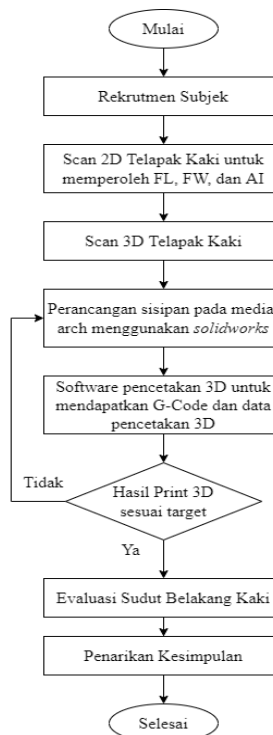 Mulai
Rekrutmen Subjek
Scan 2D Telapak Kaki untuk
memperoleh FL, FW, dan AI
Scan 3D Telapak Kaki
Perancangan sisipan pada media
arch menggunakan solidworks
Software pencetakan 3D untuk
mendapatkan G-Code dan data
pencetakan 3D
Tidak
Hasil Print 3D
sesuai target
Ya
Evaluasi Sudut Belakang Kaki
Penarikan Kesimpulan
Selesai